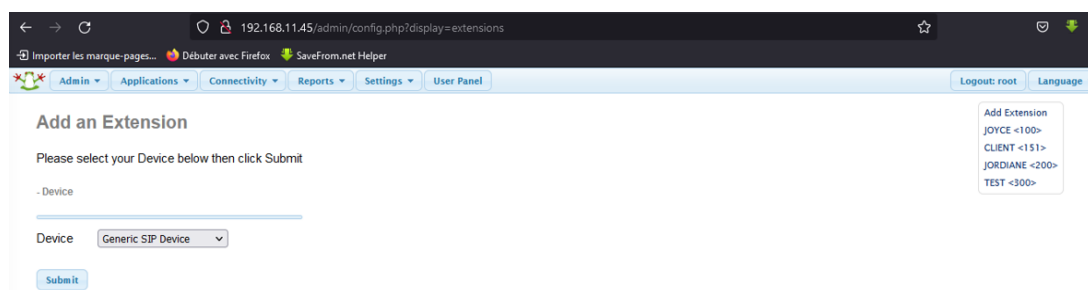 192.168.11.45/admin/config.php?display=extensions
Importer les marque-pages... Débuter avec Firefox SaveFrom.net Helper
Admin Applications Connectivity Reports Settings User Panel Logout: root Language
Add an Extension
Please select your Device below then click Submit
- Device
Device Generic SIP Device
Submit
Add Extension
JOYCE <100>
CLIENT <151>
JORDIANE <200>
TEST <300>